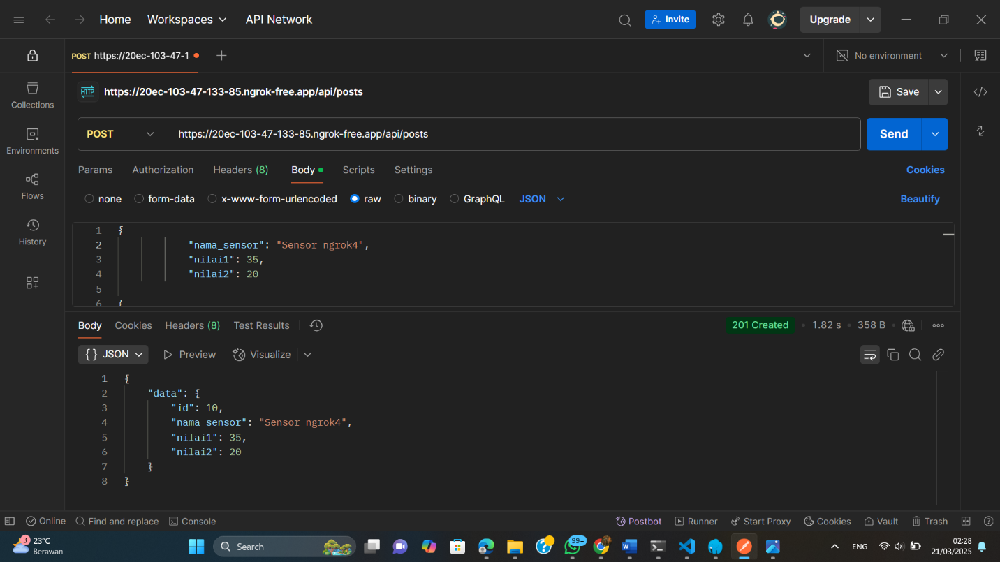 Home Workspaces API Network Invite Upgrade
POST https://20ec-103-47-1 No environment
HTTP https://20ec-103-47-133-85.ngrok-free.app/api/posts Save
Collections
POST https://20ec-103-47-133-85.ngrok-free.app/api/posts Send
Environments
Params Authorization Headers (8) Body Scripts Settings Cookies
Flows
none form-data x-www-form-urlencoded raw binary GraphQL JSON Beautify
History
1 {
2 "nama_sensor": "Sensor ngrok4",
3 "nilai1": 35,
4 "nilai2": 20
5
6 }
Body Cookies Headers (8) Test Results 201 Created 1.82 s 358 B
{} JSON Preview Visualize
1 {
2 "data": {
3 "id": 10,
4 "nama_sensor": "Sensor ngrok4",
5 "nilai1": 35,
6 "nilai2": 20
7 }
8 }
Online Find and replace Console Postbot Runner Start Proxy Cookies Vault Trash
3 23°C
Berawan
Search 99+ ENG
02:28
21/03/2025